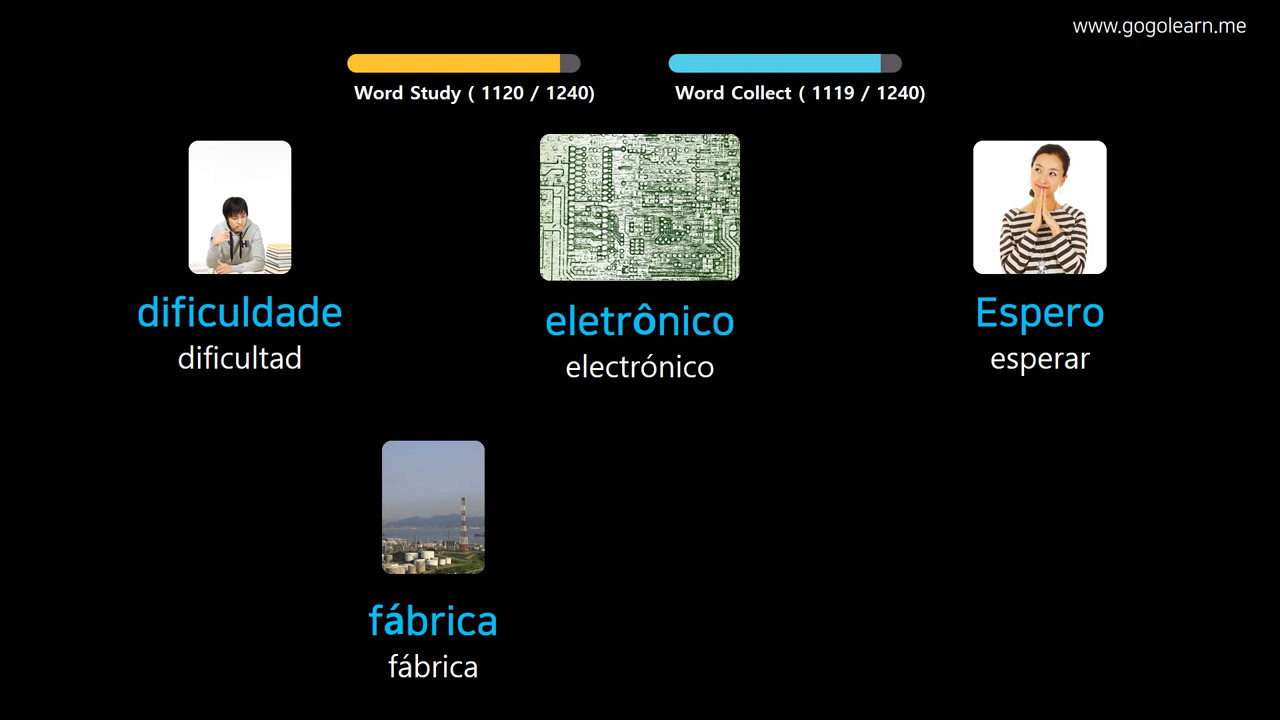 www.gogolearn.me
Word Study ( 1120 / 1240)
Word Collect ( 1119 / 1240)
dificuldade
dificultad
eletrônico
electrónico
Espero
esperar
fábrica
fábrica